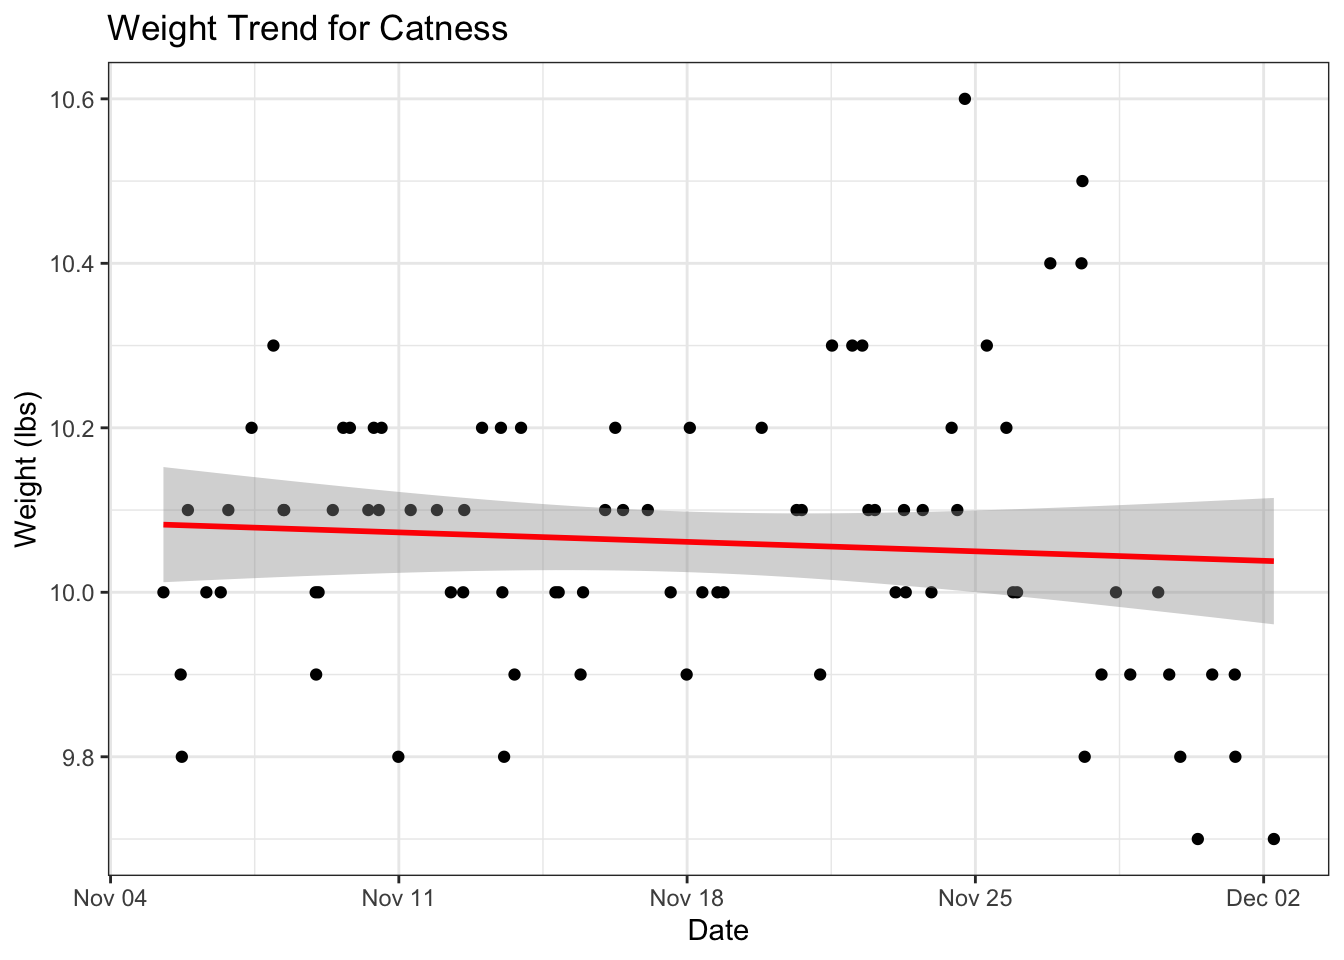 Weight Trend for Catness
10.6
10.4
10.2
10.0
9.8
Weight (lbs)
Nov 04
Nov 11
Nov 18
Nov 25
Dec 02
Date